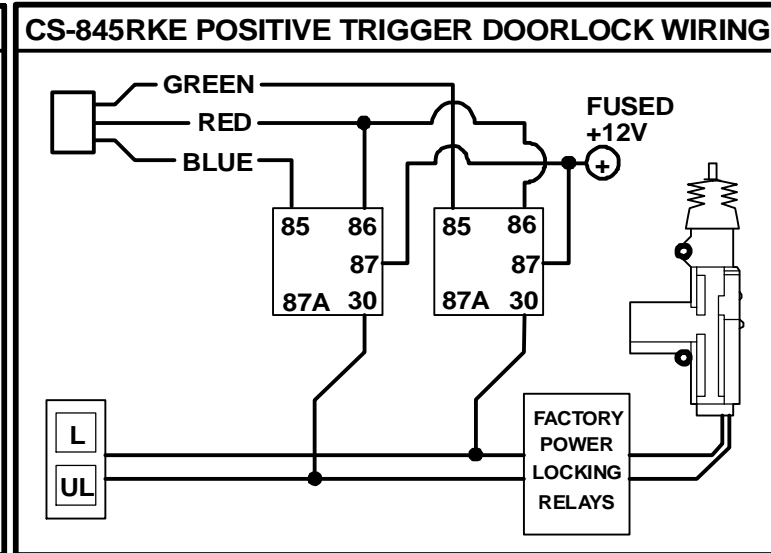 CS-845RKE POSITIVE TRIGGER DOORLOCK WIRING
GREEN
RED
BLUE
FUSED
+12V
+
85 86
87
87A 30
85 86
87
87A 30
L
UL
FACTORY
POWER
LOCKING
RELAYS